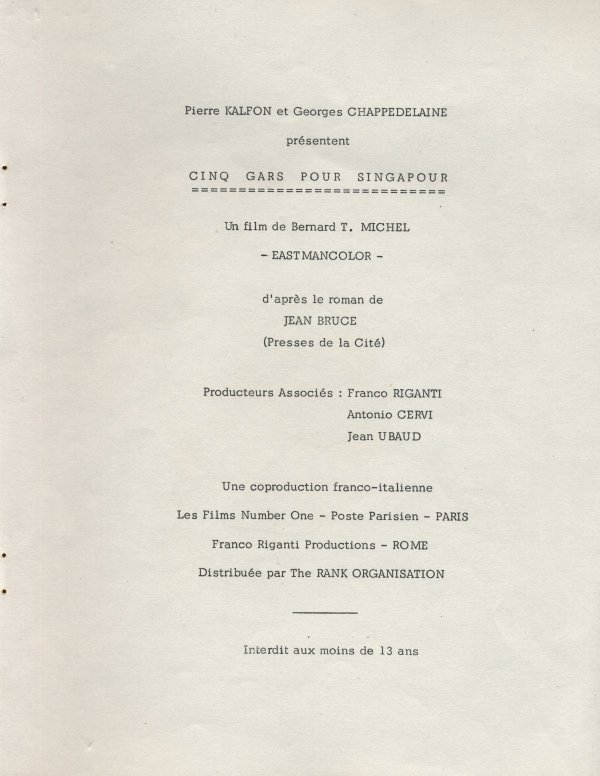 Pierre KALFON et Georges CHAPPEDELAINE
présentent
CINQ GARS POUR SINGAPOUR
===========================
Un film de Bernard T. MICHEL
- EASTMANCOLOR -
d'après le roman de
JEAN BRUCE
(Presses de la Cité)
Producteurs Associés : Franco RIGANTI
Antonio CERVI
Jean UBAUD
Une coproduction franco-italienne
Les Films Number One - Poste Parisien - PARIS
Franco Riganti Productions - ROME
Distribuée par The RANK ORGANISATION
Interdit aux moins de 13 ans